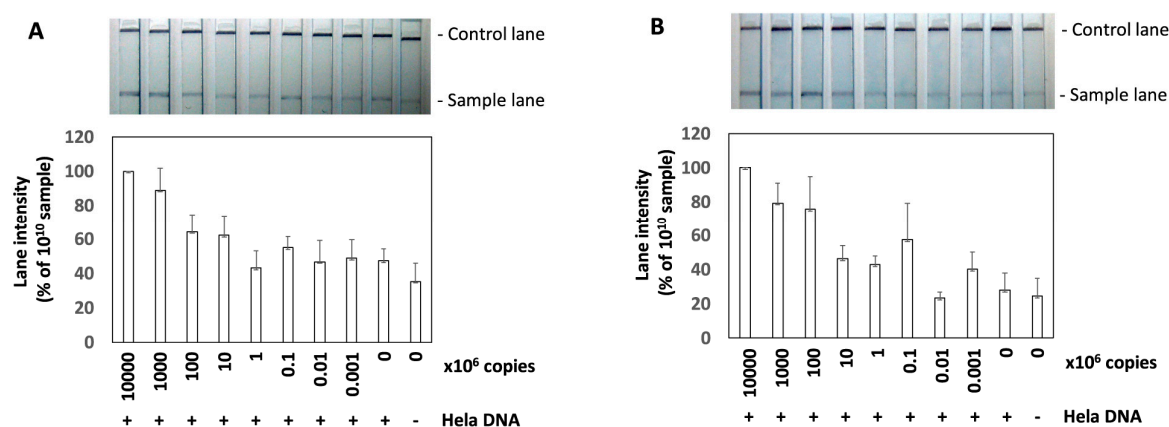 A
- Control lane
- Sample lane
Lane intensity
(% of 10¹⁰ sample)
120
100
80
60
40
20
0
10000 1000 100 10 1 0.1 0.01 0.001 0 0 x10⁶ copies
+ + + + + + + + + - Hela DNA
B
- Control lane
- Sample lane
Lane intensity
(% of 10¹⁰ sample)
120
100
80
60
40
20
0
10000 1000 100 10 1 0.1 0.01 0.001 0 0 x10⁶ copies
+ + + + + + + + + - Hela DNA